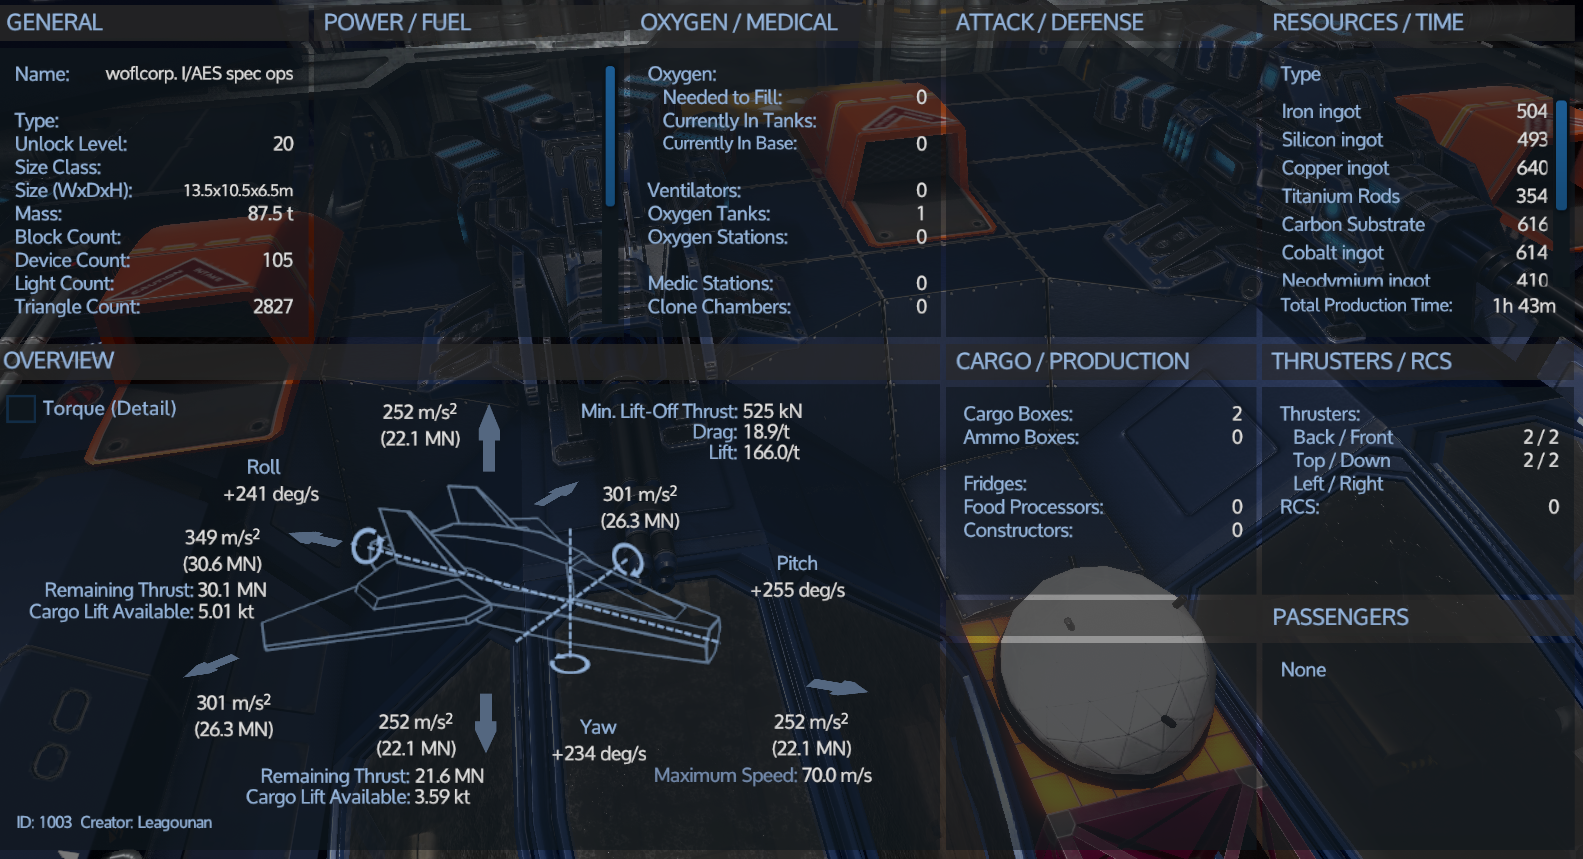 GENERAL
Name: woflcorp. I/AES spec ops
Type:
Unlock Level: 20
Size Class:
Size (WxDxH): 13.5x10.5x6.5m
Mass: 87.5 t
Block Count:
Device Count: 105
Light Count:
Triangle Count: 2827
POWER / FUEL
OXYGEN / MEDICAL
Oxygen:
Needed to Fill: 0
Currently In Tanks:
Currently In Base: 0
Ventilators: 0
Oxygen Tanks: 1
Oxygen Stations: 0
Medic Stations: 0
Clone Chambers: 0
ATTACK / DEFENSE
RESOURCES / TIME
Type
Iron ingot 504
Silicon ingot 493
Copper ingot 640
Titanium Rods 354
Carbon Substrate 616
Cobalt ingot 614
Neodymium ingot 410
Total Production Time: 1h 43m
OVERVIEW
Torque (Detail)
252 m/s²
(22.1 MN)
Min. Lift-Off Thrust: 525 kN
Drag: 18.9/t
Lift: 166.0/t
Roll
+241 deg/s
301 m/s²
(26.3 MN)
349 m/s²
(30.6 MN)
Remaining Thrust: 30.1 MN
Cargo Lift Available: 5.01 kt
Pitch
+255 deg/s
301 m/s²
(26.3 MN)
252 m/s²
(22.1 MN)
Remaining Thrust: 21.6 MN
Cargo Lift Available: 3.59 kt
Yaw
+234 deg/s
252 m/s²
(22.1 MN)
Maximum Speed: 70.0 m/s
ID: 1003 Creator: Leagounan
CARGO / PRODUCTION
Cargo Boxes: 2
Ammo Boxes: 0
Fridges:
Food Processors: 0
Constructors: 0
THRUSTERS / RCS
Thrusters:
Back / Front 2 / 2
Top / Down 2 / 2
Left / Right
RCS: 0
PASSENGERS
None